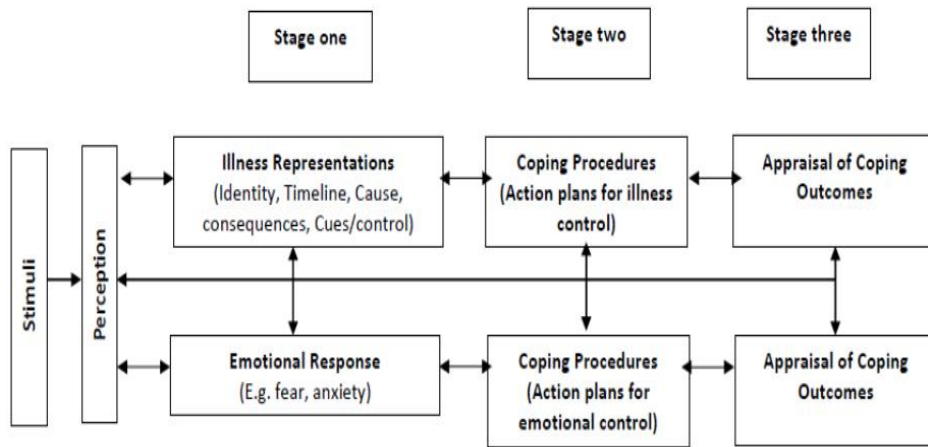 Stage one
Stage two
Stage three
Stimuli
Perception
Illness Representations
(Identity, Timeline, Cause,
consequences, Cues/control)
Coping Procedures
(Action plans for illness
control)
Appraisal of Coping
Outcomes
Emotional Response
(E.g. fear, anxiety)
Coping Procedures
(Action plans for
emotional control)
Appraisal of Coping
Outcomes